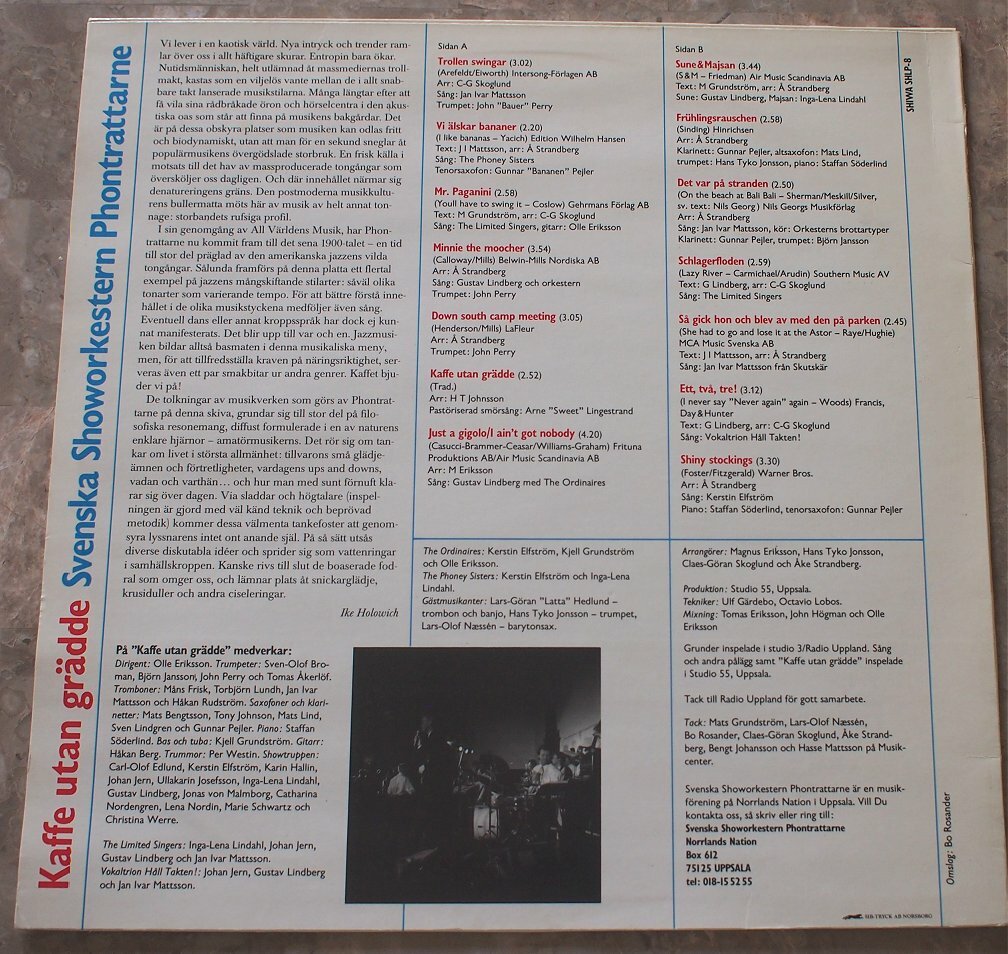 Kaffe utan grädde Svenska Showorkestern Phontrattarne
Vi lever i en kaotisk värld. Nya intryck och trender ram-
lar över oss i allt häftigare skurar. Entropin bara ökar.
Nutidsmänniskan, helt utlämnad åt massmediernas troll-
makt, kastas som en viljelös vante mellan de i allt snab-
bare takt lanserade musikstilarna. Många längtar efter att
få vila sina rådbråkade öron och hörselcentra i den akus-
tiska oas som står att finna på musikens bakgårdar. Det
är på dessa obskyra platser som musiken kan odlas fritt
och biodynamiskt, utan att man för en sekund sneglar åt
populärmusikens övergödslade storbruk. En frisk källa i
motsats till det hav av massproducerade tongångar som
översköljer oss dagligen. Och där innehållet närmar sig
denatureringens gräns. Den postmoderna musikkultu-
rens bullermatta möts här av musik av helt annat ton-
nage: storbandets rufsiga profil.
I sin genomgång av All Världens Musik, har Phon-
trattarne nu kommit fram till det sena 1900-talet – en tid
till stor del präglad av den amerikanska jazzens vilda
tongångar. Sålunda framförs på denna platta ett flertal
exempel på jazzens mångskiftande stilarter: såväl olika
tonarter som varierande tempo. För att bättre förstå inne-
hållet i de olika musikstyckena medföljer även sång.
Eventuell dans eller annat kroppsspråk har dock ej kun-
nat manifesterats. Det blir upp till var och en. Jazzmusi-
ken bildar alltså basmaten i denna musikaliska meny,
men, för att tillfredsställa kraven på näringsriktighet, ser-
veras även ett par smakbitar ur andra genrer. Kaffet bju-
der vi på!
De tolkningar av musikverken som görs av Phontrat-
tarne på denna skiva, grundar sig till stor del på filo-
sofiska resonemang, diffust formulerade i en av naturens
enklare hjärnor – amatörmusikerns. Det rör sig om tan-
kar om livet i största allmänhet: tillvarons små glädje-
ämnen och förtretligheter, vardagens ups and downs,
vadan och varthän... och hur man med sunt förnuft kla-
rar sig över dagen. Via sladdar och högtalare (inspel-
ningen är gjord med väl känd teknik och beprövad
metodik) kommer dessa välmenta tankefoster att genom-
syra lyssnarens intet ont anande själ. På så sätt utsås
diverse diskutabla idéer och sprider sig som vattenringar
i samhällskroppen. Kanske rivs till slut de boaserade fod-
ral som omger oss, och lämnar plats åt snickarglädje,
krusiduller och andra ciseleringar.
Ike Holowich
På ”Kaffe utan grädde” medverkar:
Dirigent: Olle Eriksson. Trumpeter: Sven-Olof Bro-
man, Björn Jansson, John Perry och Tomas Åkerlöf.
Tromboner: Måns Frisk, Torbjörn Lundh, Jan Ivar
Mattsson och Håkan Rudström. Saxofoner och klari-
netter: Mats Bengtsson, Tony Johnson, Mats Lind,
Sven Lindgren och Gunnar Pejler. Piano: Staffan
Söderlind. Bas och tuba: Kjell Grundström. Gitarr:
Håkan Berg. Trummor: Per Westin. Showtruppen:
Carl-Olof Edlund, Kerstin Elfström, Karin Hallin,
Johan Jern, Ullakarin Josefsson, Inga-Lena Lindahl,
Gustav Lindberg, Jonas von Malmborg, Catharina
Nordengren, Lena Nordin, Marie Schwartz och
Christina Werre.
The Limited Singers: Inga-Lena Lindahl, Johan Jern,
Gustav Lindberg och Jan Ivar Mattsson.
Vokaltrion Håll Takten!: Johan Jern, Gustav Lindberg
och Jan Ivar Mattsson.
Sidan A
Trollen swingar (3.02)
(Arefeldt/Eiworth) Intersong-Förlagen AB
Arr: C-G Skoglund
Sång: Jan Ivar Mattsson
Trumpet: John ”Bauer” Perry
Vi älskar bananer (2.20)
(I like bananas – Yacich) Edition Wilhelm Hansen
Text: J I Mattsson, arr: Å Strandberg
Sång: The Phoney Sisters
Tenorsaxofon: Gunnar ”Bananen” Pejler
Mr. Paganini (2.58)
(Youll have to swing it – Coslow) Gehrmans Förlag AB
Text: M Grundström, arr: C-G Skoglund
Sång: The Limited Singers, gitarr: Olle Eriksson
Minnie the moocher (3.54)
(Calloway/Mills) Belwin-Mills Nordiska AB
Arr: Å Strandberg
Sång: Gustav Lindberg och orkestern
Trumpet: John Perry
Down south camp meeting (3.05)
(Henderson/Mills) LaFleur
Arr: Å Strandberg
Trumpet: John Perry
Kaffe utan grädde (2.52)
(Trad.)
Arr: H T Johnsson
Pastöriserad smörsång: Arne ”Sweet” Lingestrand
Just a gigolo/I ain't got nobody (4.20)
(Casucci-Brammer-Ceasar/Williams-Graham) Frituna
Produktions AB/Air Music Scandinavia AB
Arr: M Eriksson
Sång: Gustav Lindberg med The Ordinaires
The Ordinaires: Kerstin Elfström, Kjell Grundström
och Olle Eriksson.
The Phoney Sisters: Kerstin Elfström och Inga-Lena
Lindahl.
Gästmusikanter: Lars-Göran ”Latta” Hedlund –
trombon och banjo, Hans Tyko Jonsson – trumpet,
Lars-Olof Næssén – barytonsax.
Sidan B
Sune & Majsan (3.44)
(S & M – Friedman) Air Music Scandinavia AB
Text: M Grundström, arr: Å Strandberg
Sune: Gustav Lindberg, Majsan: Inga-Lena Lindahl
Frühlingsrauschen (2.58)
(Sinding) Hinrichsen
Arr: Å Strandberg
Klarinett: Gunnar Pejler, altsaxofon: Mats Lind,
trumpet: Hans Tyko Jonsson, piano: Staffan Söderlind
Det var på stranden (2.50)
(On the beach at Bali Bali – Sherman/Meskill/Silver,
sv. text: Nils Georg) Nils Georgs Musikförlag
Arr: Å Strandberg
Sång: Jan Ivar Mattsson, kör: Orkesterns brottartyper
Klarinett: Gunnar Pejler, trumpet: Björn Jansson
Schlagerfloden (2.59)
(Lazy River – Carmichael/Arudin) Southern Music AV
Text: G Lindberg, arr: C-G Skoglund
Sång: The Limited Singers
Så gick hon och blev av med den på parken (2.45)
(She had to go and lose it at the Astor – Raye/Hughie)
MCA Music Svenska AB
Text: J I Mattsson, arr: Å Strandberg
Sång: Jan Ivar Mattsson från Skutskär
Ett, två, tre! (3.12)
(I never say ”Never again” again – Woods) Francis,
Day & Hunter
Text: G Lindberg, arr: C-G Skoglund
Sång: Vokaltrion Håll Takten!
Shiny stockings (3.30)
(Foster/Fitzgerald) Warner Bros.
Arr: Å Strandberg
Sång: Kerstin Elfström
Piano: Staffan Söderlind, tenorsaxofon: Gunnar Pejler
Arrangörer: Magnus Eriksson, Hans Tyko Jonsson,
Claes-Göran Skoglund och Åke Strandberg.
Produktion: Studio 55, Uppsala.
Tekniker: Ulf Gärdebo, Octavio Lobos.
Mixning: Tomas Eriksson, John Högman och Olle
Eriksson
Grunder inspelade i studio 3/Radio Uppland. Sång
och andra pålägg samt ”Kaffe utan grädde” inspelade
i Studio 55, Uppsala.
Tack till Radio Uppland för gott samarbete.
Tack: Mats Grundström, Lars-Olof Næssén,
Bo Rosander, Claes-Göran Skoglund, Åke Strand-
berg, Bengt Johansson och Hasse Mattsson på Musik-
center.
Svenska Showorkestern Phontrattarne är en musik-
förening på Norrlands Nation i Uppsala. Vill Du
kontakta oss, så skriv eller ring till:
Svenska Showorkestern Phontrattarne
Norrlands Nation
Box 612
75125 UPPSALA
tel: 018-15 52 55
SHIWA SHLP-8
Omslag: Bo Rosander
SIB-TRYCK AB NORSBORG